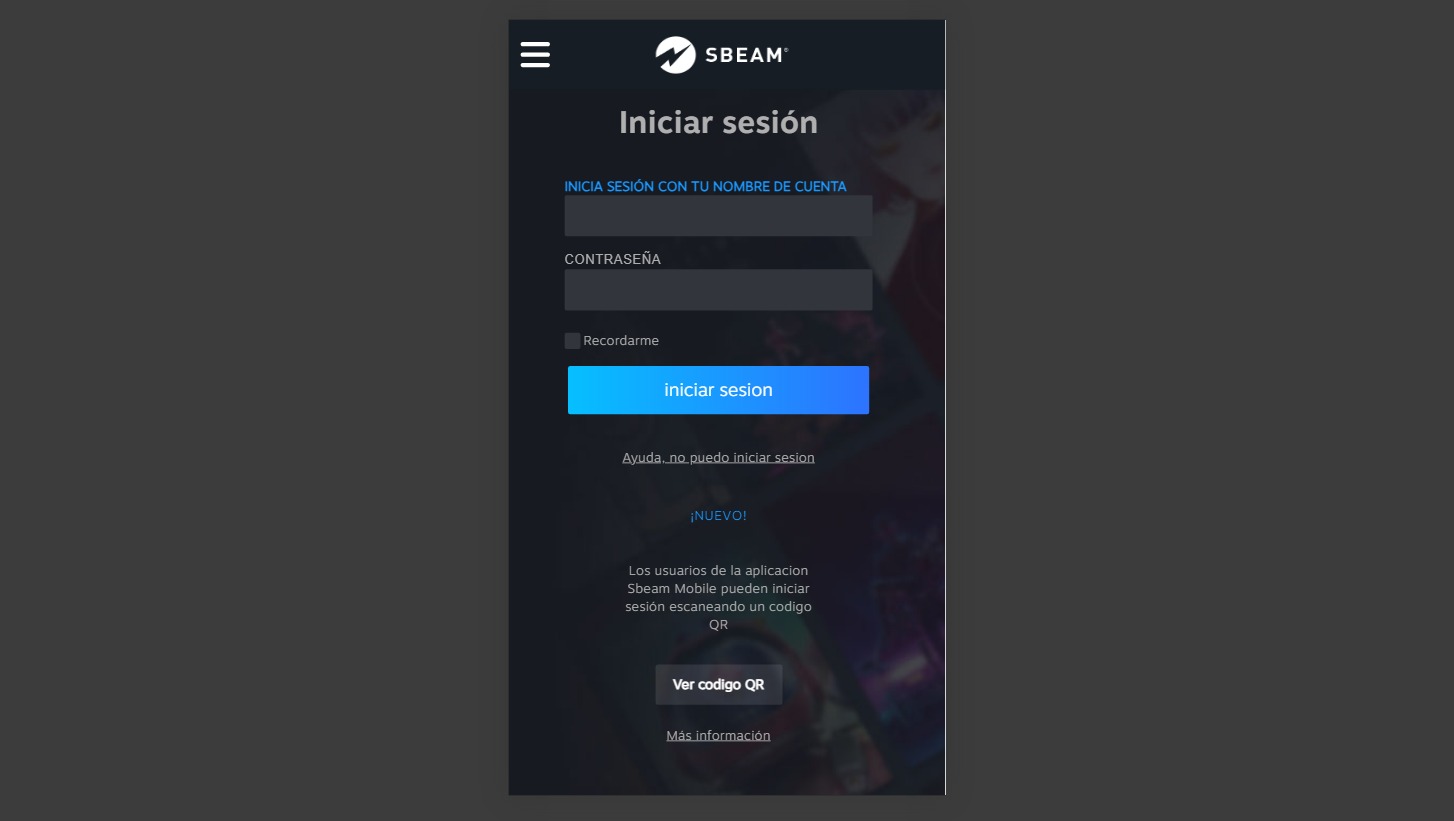 SBEAM®
Iniciar sesión
INICIA SESIÓN CON TU NOMBRE DE CUENTA
CONTRASEÑA
Recordarme
iniciar sesion
Ayuda, no puedo iniciar sesion
¡NUEVO!
Los usuarios de la aplicacion
Sbeam Mobile pueden iniciar
sesión escaneando un codigo
QR
Ver codigo QR
Más información